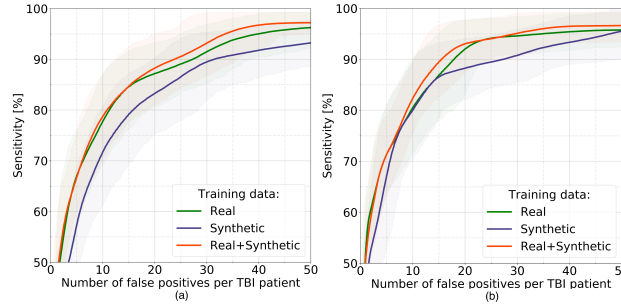 100
90
80
70
60
50
Sensitivity [%]
0
10
20
30
40
50
Number of false positives per TBI patient
(a)
Training data:
Real
Synthetic
Real+Synthetic
100
90
80
70
60
50
Sensitivity [%]
0
10
20
30
40
50
Number of false positives per TBI patient
(b)
Training data:
Real
Synthetic
Real+Synthetic